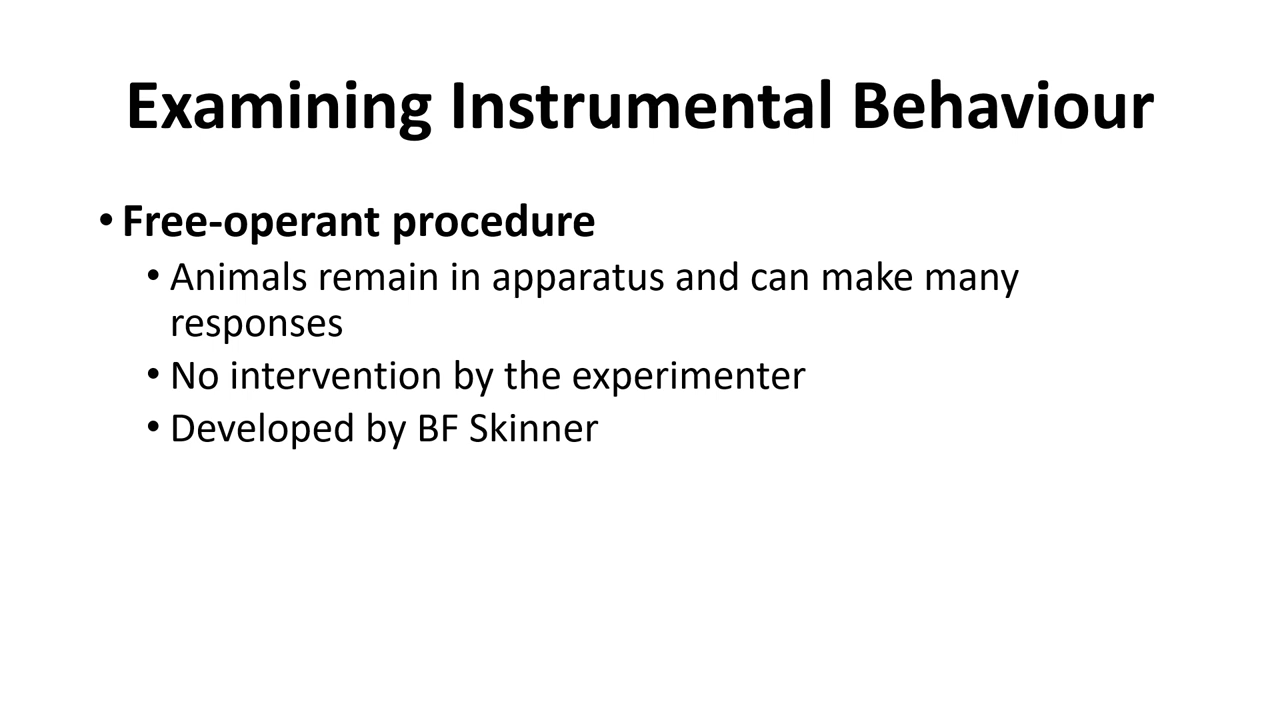 Examining Instrumental Behaviour
• Free-operant procedure
• Animals remain in apparatus and can make many
responses
• No intervention by the experimenter
• Developed by BF Skinner